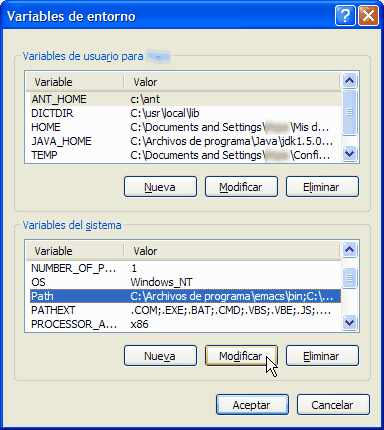 Variables de entorno
Variables de usuario para
Variable Valor
ANT_HOME c:\ant
DICTDIR C:\usr\local\lib
HOME C:\Documents and Settings\ \Mis d...
JAVA_HOME C:\Archivos de programa\Java\jdk1.5.0...
TEMP C:\Documents and Settings\ \Confi...
Nueva Modificar Eliminar
Variables del sistema
Variable Valor
NUMBER_OF_P... 1
OS Windows_NT
Path C:\Archivos de programa\emacs\bin;C:\...
PATHEXT .COM;.EXE;.BAT;.CMD;.VBS;.VBE;.JS;....
PROCESSOR_A... x86
Nueva Modificar Eliminar
Aceptar Cancelar